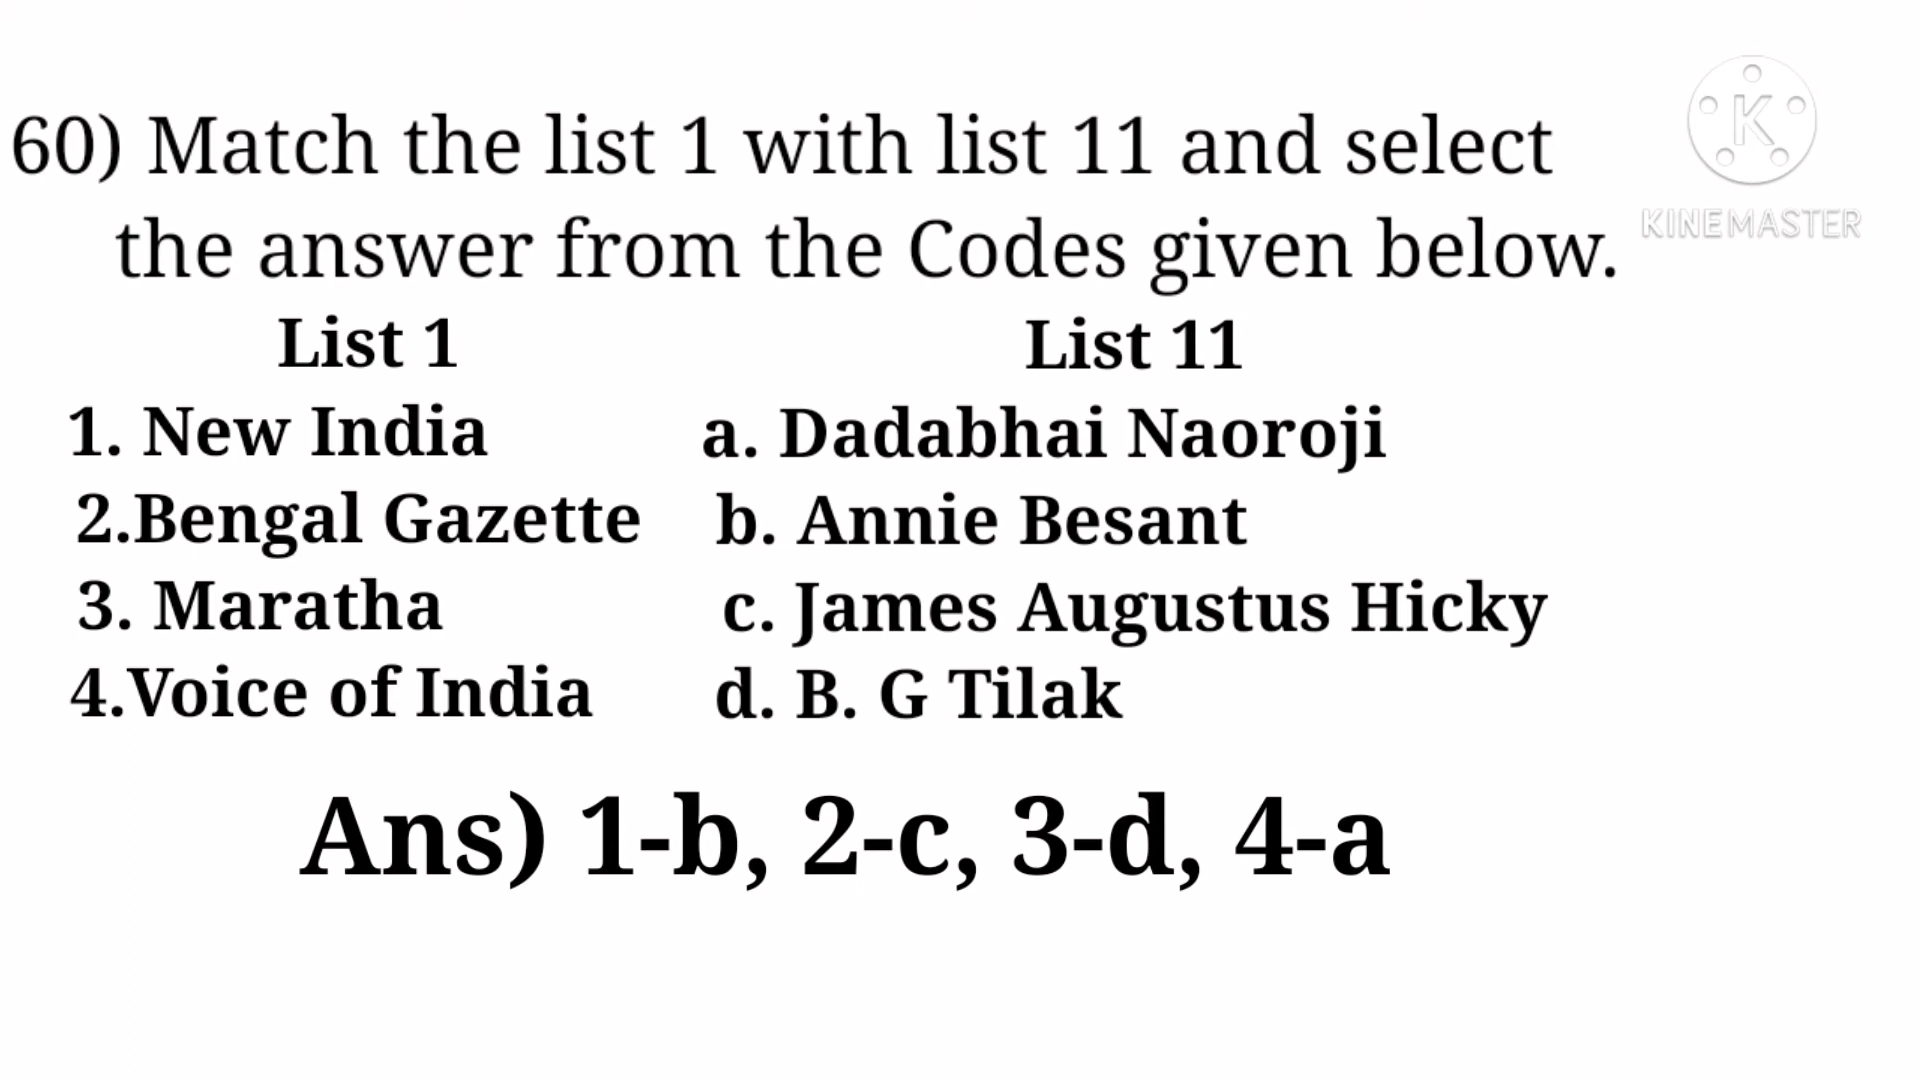 60) Match the list 1 with list 11 and select
the answer from the Codes given below.
K
KINEMASTER
List 1 List 11
1. New India a. Dadabhai Naoroji
2.Bengal Gazette b. Annie Besant
3. Maratha c. James Augustus Hicky
4.Voice of India d. B. G Tilak
Ans) 1-b, 2-c, 3-d, 4-a